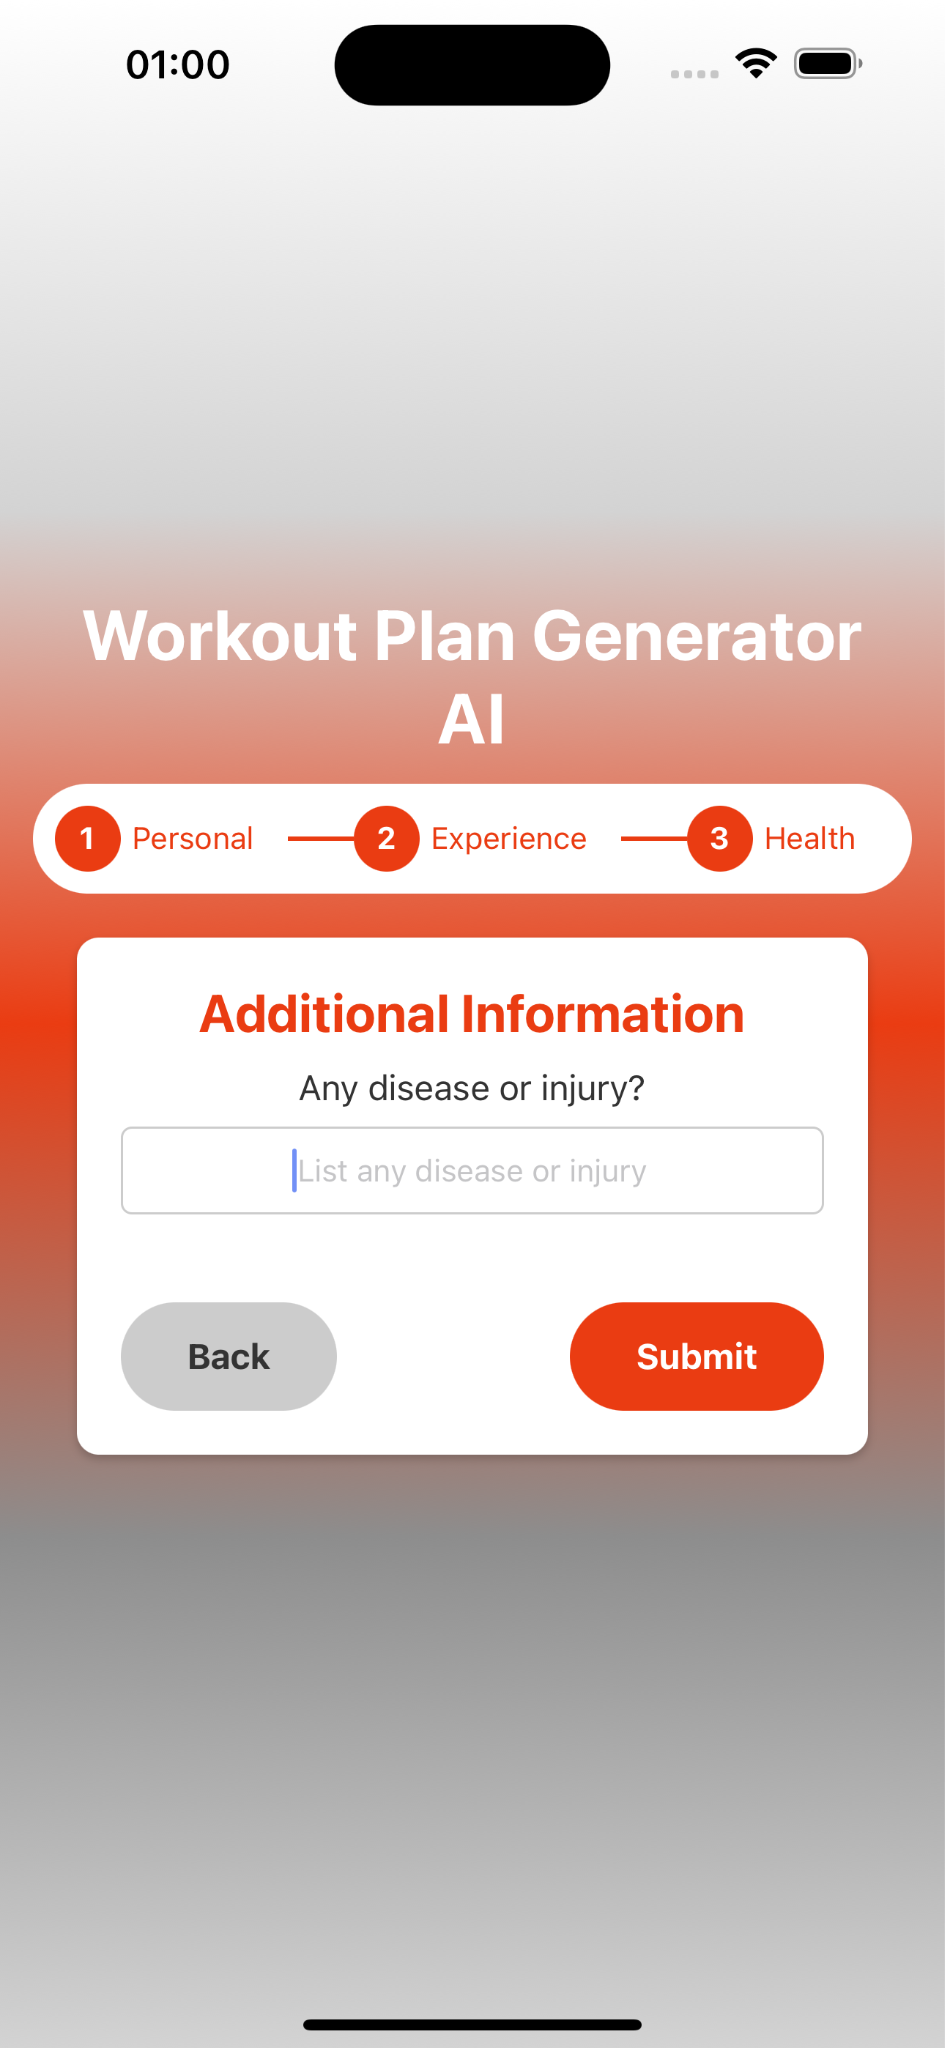 01:00
Workout Plan Generator
AI
1 Personal 2 Experience 3 Health
Additional Information
Any disease or injury?
List any disease or injury
Back Submit